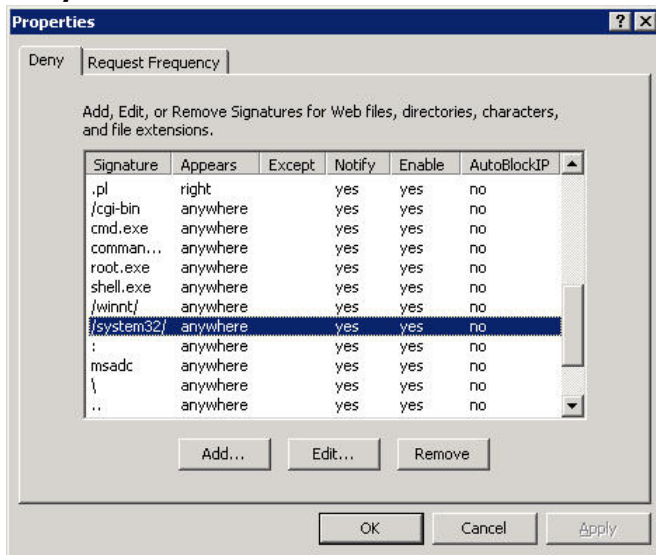 Properties
Deny Request Frequency
Add, Edit, or Remove Signatures for Web files, directories, characters,
and file extensions.
Signature Appears Except Notify Enable AutoBlockIP
.pl right yes yes no
/cgi-bin anywhere yes yes no
cmd.exe anywhere yes yes no
comman... anywhere yes yes no
root.exe anywhere yes yes no
shell.exe anywhere yes yes no
/winnt/ anywhere yes yes no
/system32/ anywhere yes yes no
: anywhere yes yes no
msadc anywhere yes yes no
\ anywhere yes yes no
.. anywhere yes yes no
Add... Edit... Remove
OK Cancel Apply